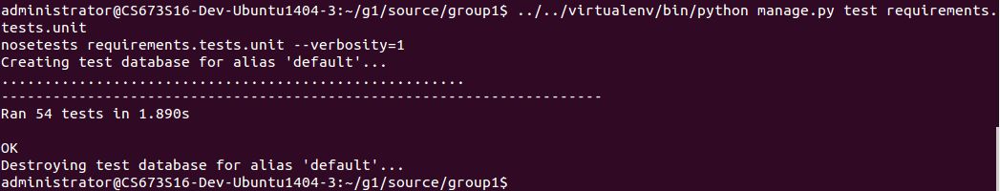 administrator@CS673S16-Dev-Ubuntu1404-3:~/g1/source/group1$ ../../virtualenv/bin/python manage.py test requirements.
tests.unit
nosetests requirements.tests.unit --verbosity=1
Creating test database for alias 'default'...
......................................................
----------------------------------------------------------------------
Ran 54 tests in 1.890s

OK
Destroying test database for alias 'default'...
administrator@CS673S16-Dev-Ubuntu1404-3:~/g1/source/group1$